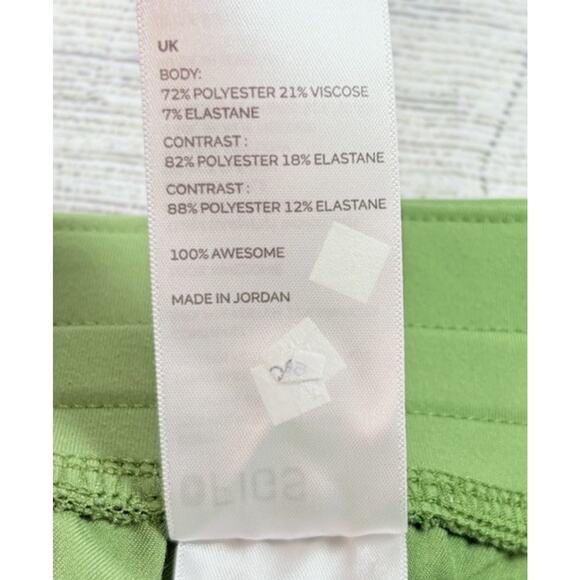 UK
BODY:
72% POLYESTER 21% VISCOSE
7% ELASTANE
CONTRAST :
82% POLYESTER 18% ELASTANE
CONTRAST :
88% POLYESTER 12% ELASTANE
100% AWESOME
MADE IN JORDAN
FIGS